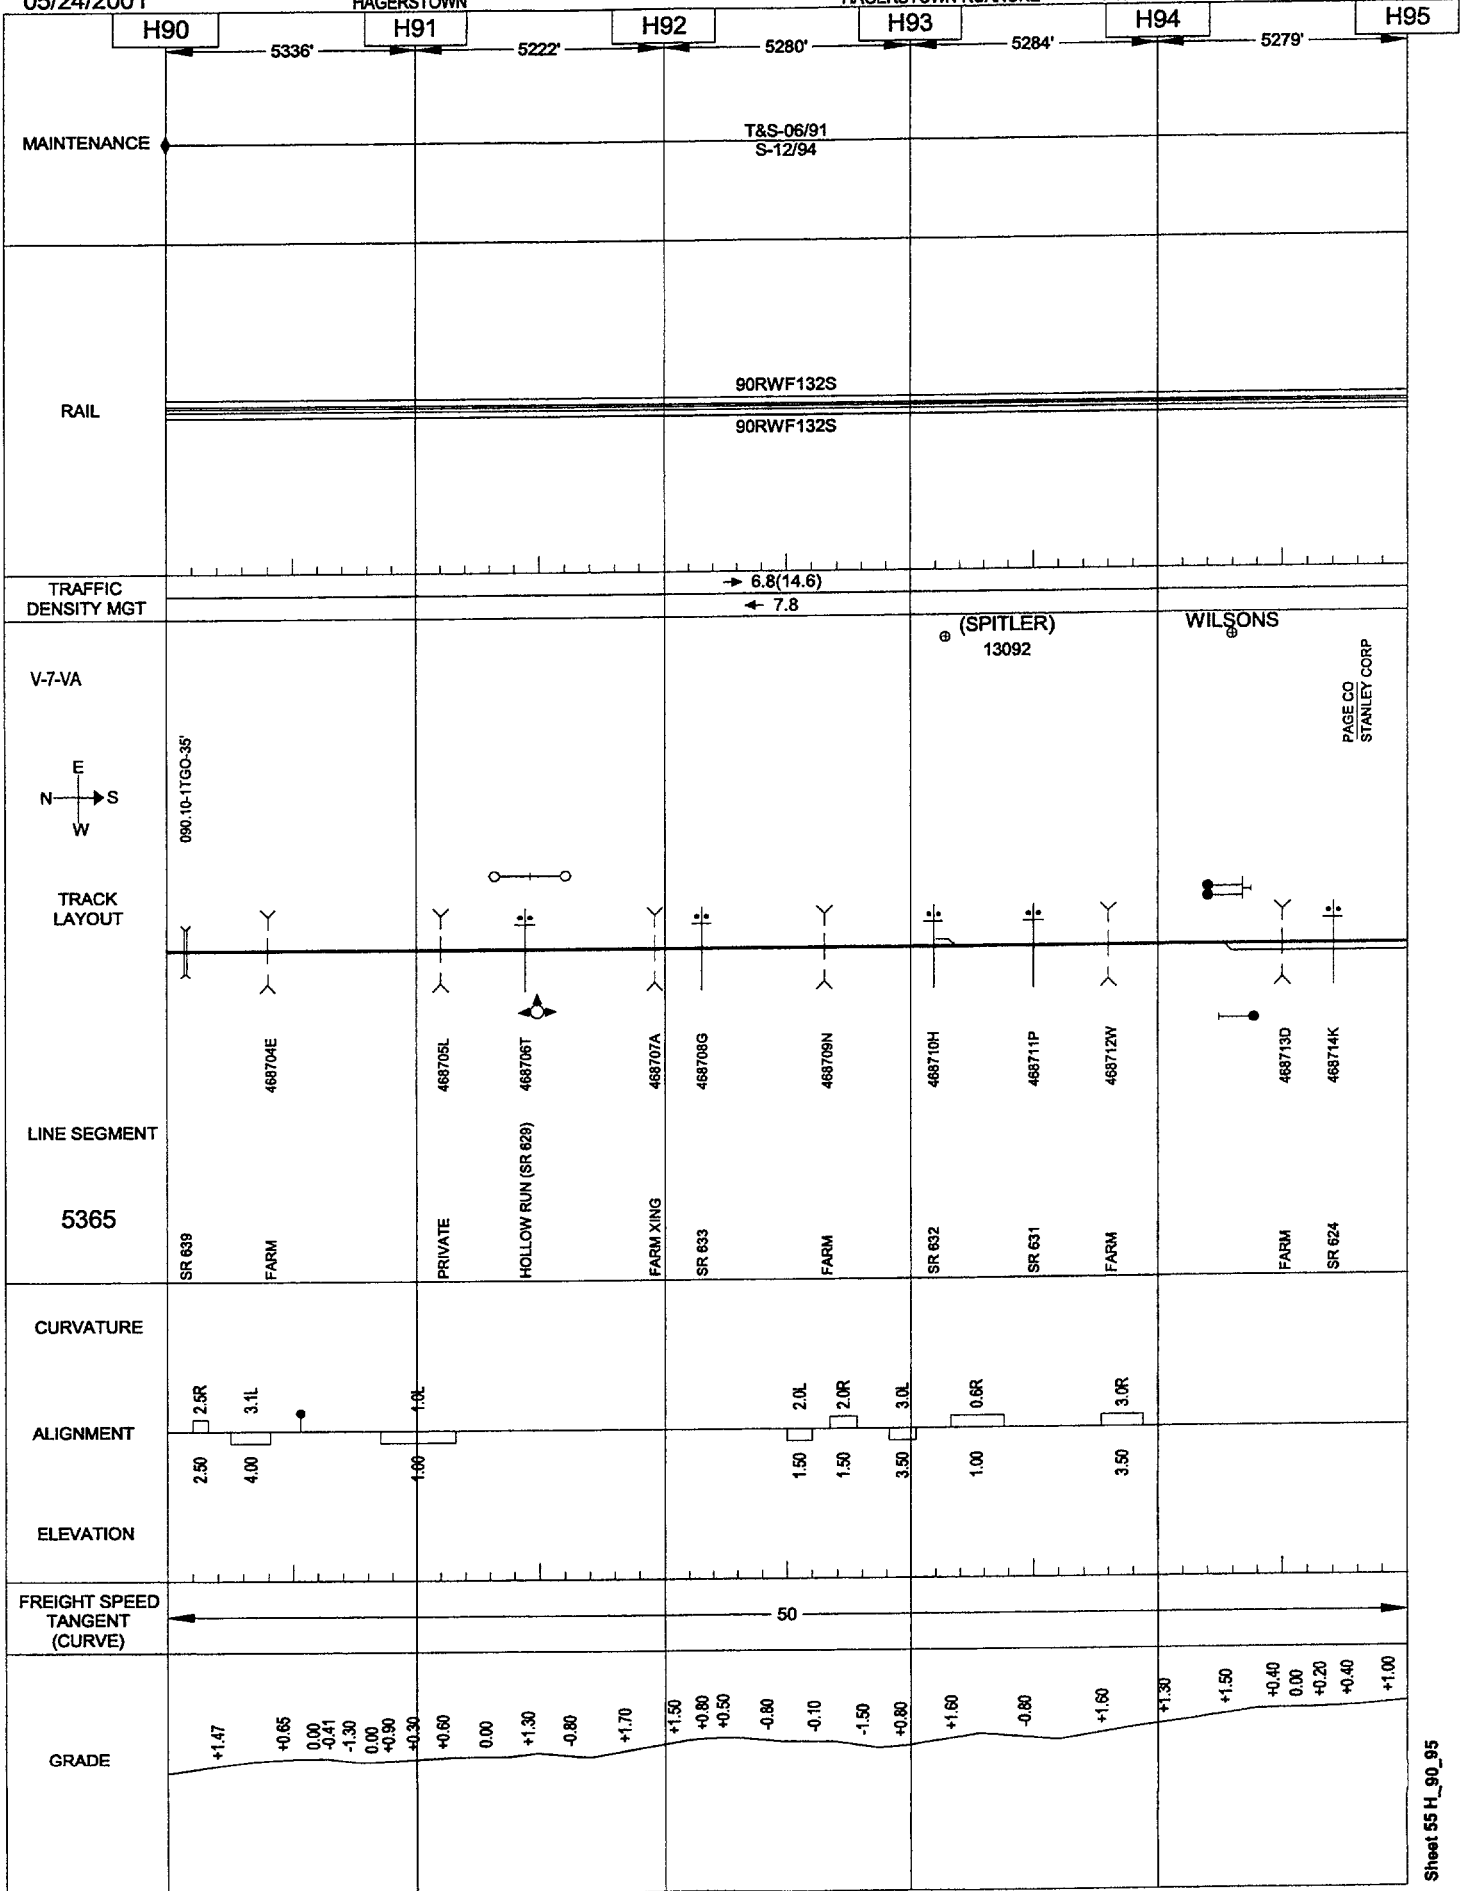 05/24/2001
HAGERSTOWN
H90
H91
H92
H93
H94
H95
5336'
5222'
5280'
5284'
5279'
MAINTENANCE
T&S-06/91
S-12/94
RAIL
90RWF132S
90RWF132S
TRAFFIC
DENSITY MGT
6.8(14.6)
7.8
V-7-VA
(SPITLER)
13092
WILSONS
PAGE CO
STANLEY CORP
090.10-1TGO-35'
E
N
S
W
TRACK
LAYOUT
468704E
468705L
468706T
468707A
468708G
468709N
468710H
468711P
468712W
468713D
468714K
LINE SEGMENT
5365
SR 639
FARM
PRIVATE
HOLLOW RUN (SR 629)
FARM XING
SR 633
FARM
SR 632
SR 631
FARM
FARM
SR 624
CURVATURE
2.5R
3.1L
1.0L
2.0L
2.0R
3.0L
0.6R
3.0R
ALIGNMENT
2.50
4.00
1.00
1.50
1.50
3.50
1.00
3.50
ELEVATION
FREIGHT SPEED
TANGENT
(CURVE)
50
GRADE
+1.47
+0.65
0.00
-0.41
-1.30
0.00
+0.90
+0.30
+0.60
0.00
+1.30
-0.80
+1.70
+1.50
+0.80
+0.50
-0.80
-0.10
-1.50
+0.80
+1.60
-0.80
+1.60
+1.30
+1.50
+0.40
0.00
+0.20
+0.40
+1.00
Sheet 55 H_90_95